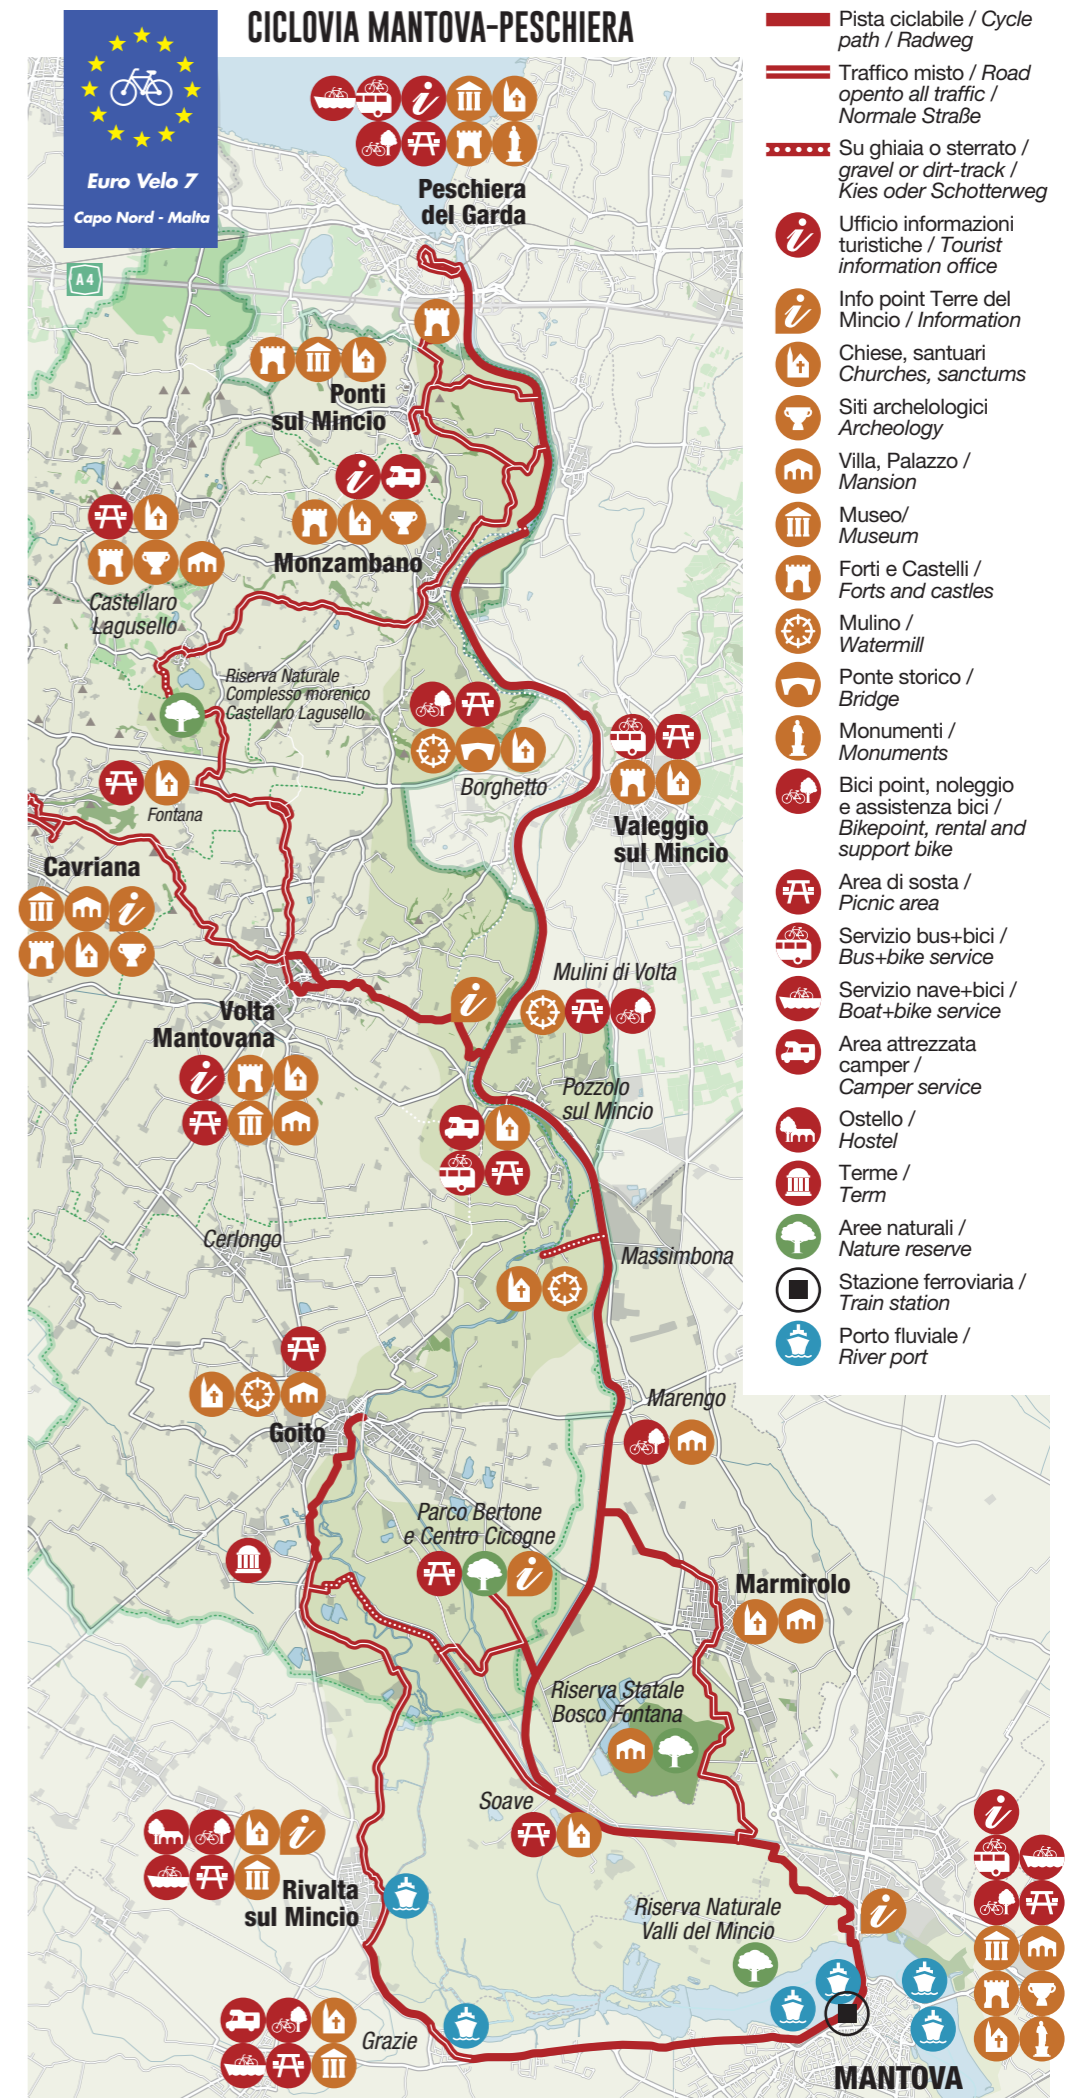 CICLOVIA MANTOVA-PESCHIERA
Euro Velo 7
Capo Nord - Malta
A 4
Peschiera
del Garda
Ponti
sul Mincio
Monzambano
Castellaro
Lagusello
Riserva Naturale
Complesso morenico
Castellaro Lagusello
Borghetto
Fontana
Valeggio
sul Mincio
Cavriana
Mulini di Volta
Volta
Mantovana
Pozzolo
sul Mincio
Cerlongo
Massimbona
Marengo
Goito
Parco Bertone
e Centro Cicogne
Marmirolo
Riserva Statale
Bosco Fontana
Soave
Rivalta
sul Mincio
Riserva Naturale
Valli del Mincio
Grazie
MANTOVA
Pista ciclabile / Cycle
path / Radweg
Traffico misto / Road
opento all traffic /
Normale Straße
Su ghiaia o sterrato /
gravel or dirt-track /
Kies oder Schotterweg
Ufficio informazioni
turistiche / Tourist
information office
Info point Terre del
Mincio / Information
Chiese, santuari
Churches, sanctums
Siti archelologici
Archeology
Villa, Palazzo /
Mansion
Museo/
Museum
Forti e Castelli /
Forts and castles
Mulino /
Watermill
Ponte storico /
Bridge
Monumenti /
Monuments
Bici point, noleggio
e assistenza bici /
Bikepoint, rental and
support bike
Area di sosta /
Picnic area
Servizio bus+bici /
Bus+bike service
Servizio nave+bici /
Boat+bike service
Area attrezzata
camper /
Camper service
Ostello /
Hostel
Terme /
Term
Aree naturali /
Nature reserve
Stazione ferroviaria /
Train station
Porto fluviale /
River port